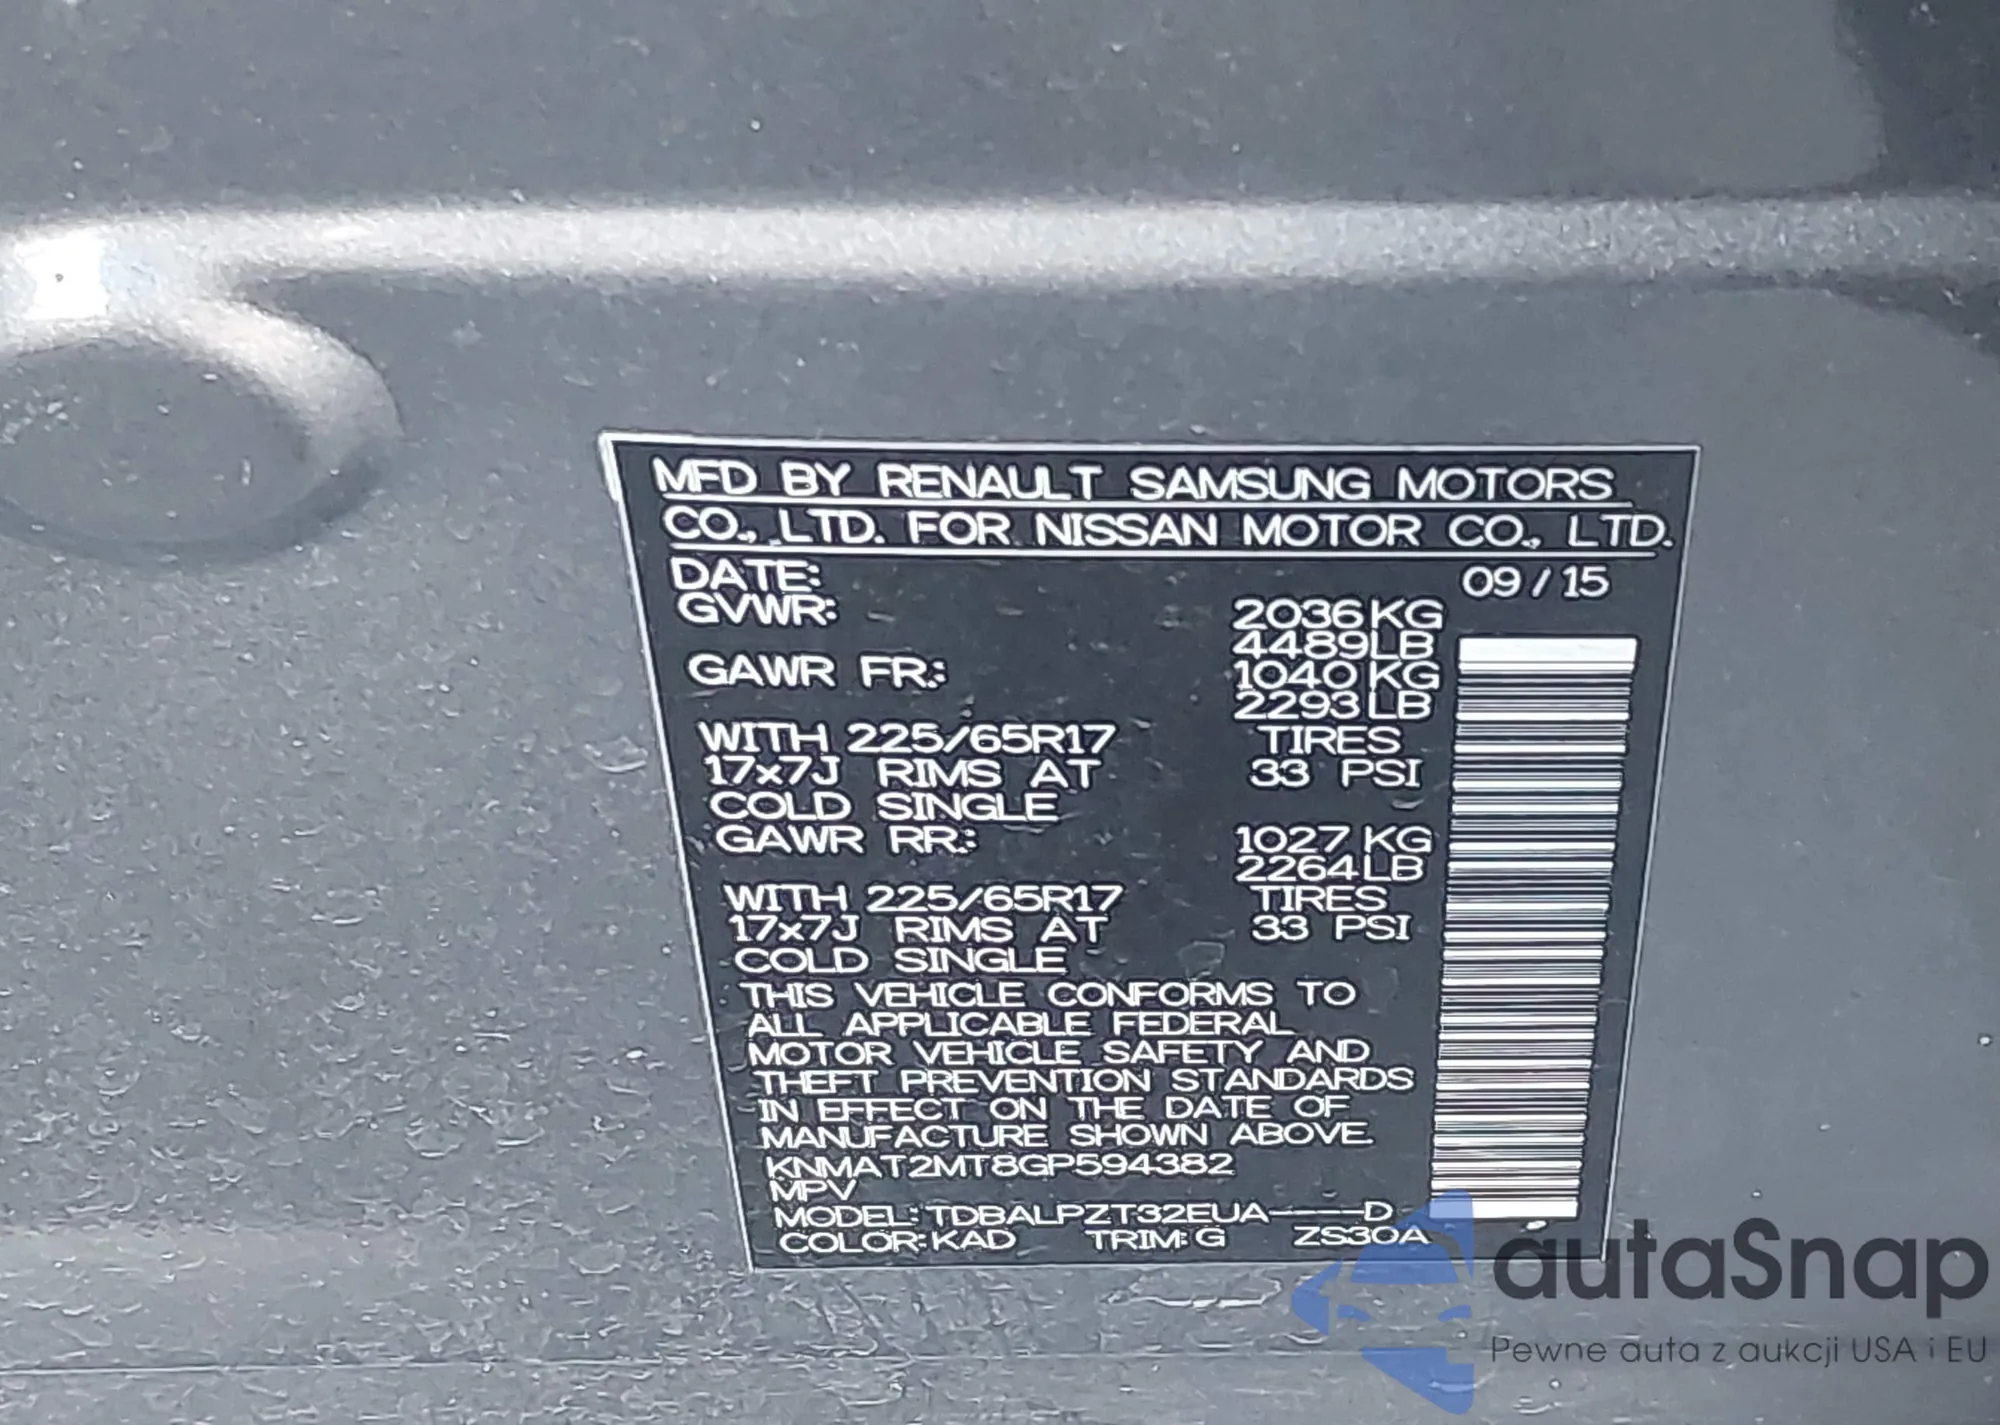 MFD BY RENAULT SAMSUNG MOTORS
CO., LTD. FOR NISSAN MOTOR CO., LTD.
DATE: 09 / 15
GVWR: 2036 KG
4489 LB
GAWR FR.: 1040 KG
2293 LB
WITH 225/65R17 TIRES
17x7J RIMS AT 33 PSI
COLD SINGLE
GAWR RR.: 1027 KG
2264 LB
WITH 225/65R17 TIRES
17x7J RIMS AT 33 PSI
COLD SINGLE
THIS VEHICLE CONFORMS TO
ALL APPLICABLE FEDERAL
MOTOR VEHICLE SAFETY AND
THEFT PREVENTION STANDARDS
IN EFFECT ON THE DATE OF
MANUFACTURE SHOWN ABOVE.
KNMAT2MT8GP594382
MPV
MODEL: TDBALPZT32EUA----D
COLOR: KAD TRIM: G ZS30A
autaSnap
Pewne auta z aukcji USA i EU